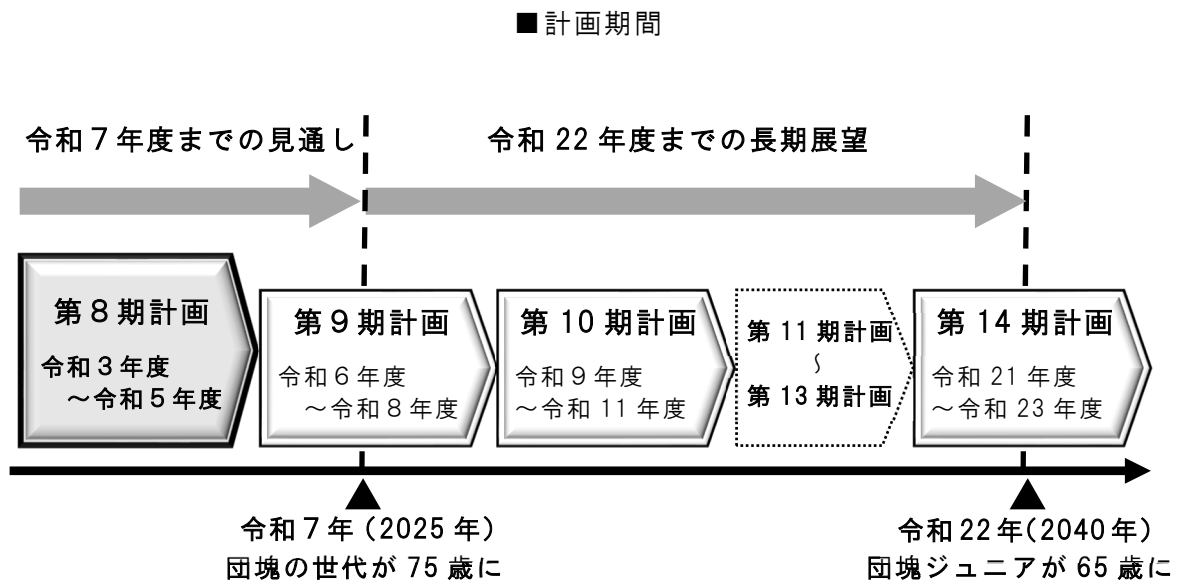 ■計画期間
令和７年度までの見通し
令和 22 年度までの長期展望
第８期計画
令和３年度
～令和５年度
第９期計画
令和６年度
～令和８年度
第 10 期計画
令和９年度
～令和 11 年度
第 11 期計画
～
第 13 期計画
第 14 期計画
令和 21 年度
～令和 23 年度
令和７年（2025 年）
団塊の世代が 75 歳に
令和 22 年（2040 年）
団塊ジュニアが 65 歳に